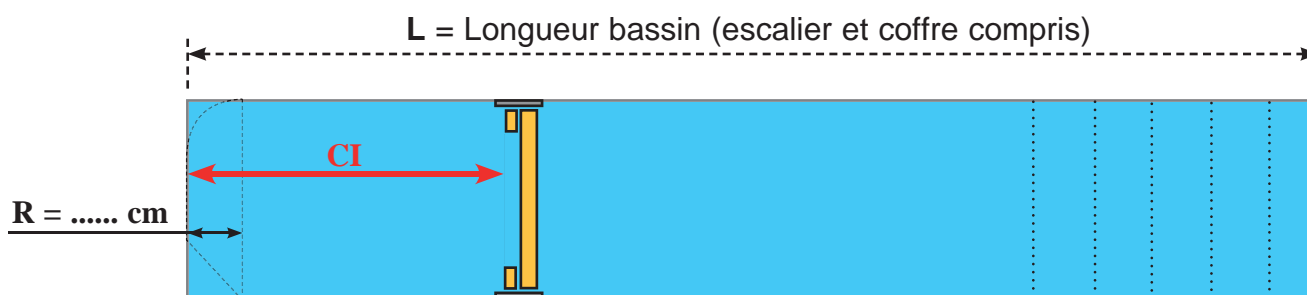 L = Longueur bassin (escalier et coffre compris)
CI
R = ...... cm